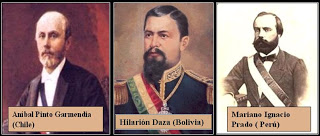 Aníbal Pinto Garmendia
(Chile)
Hilarión Daza (Bolivia)
Mariano Ignacio
Prado ( Perú)